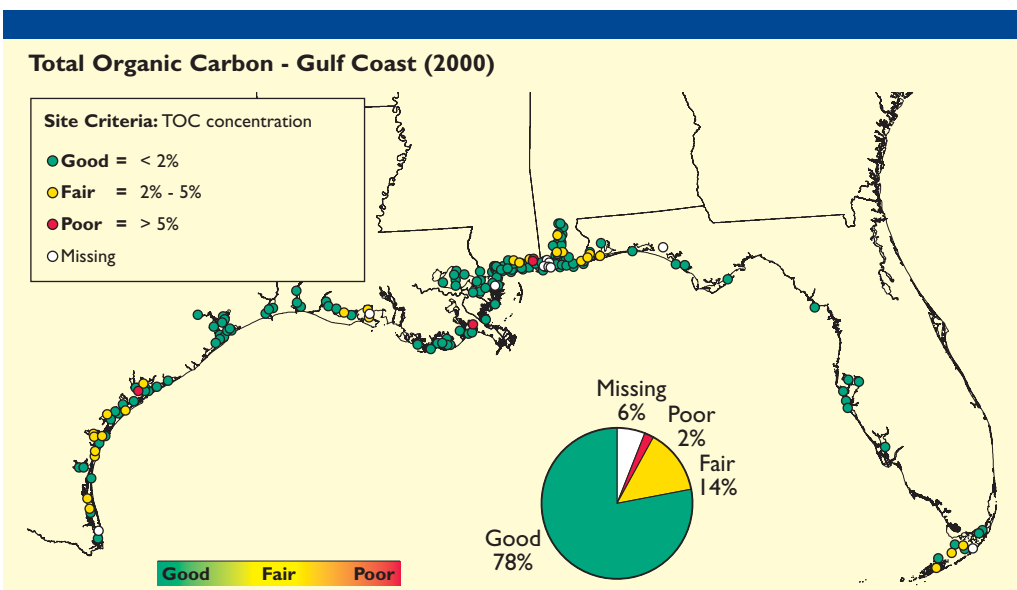 Total Organic Carbon - Gulf Coast (2000)
Site Criteria: TOC concentration
Good = < 2%
Fair = 2% - 5%
Poor = > 5%
Missing
Missing
6%
Poor
2%
Fair
14%
Good
78%
Good Fair Poor